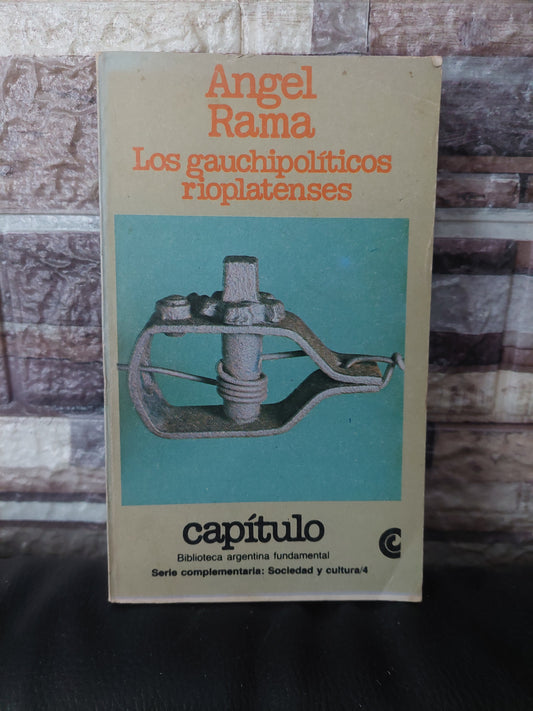 Angel
Rama
Los gauchipolíticos
rioplatenses
capítulo
Biblioteca argentina fundamental
Serie complementaria: Sociedad y cultura/4